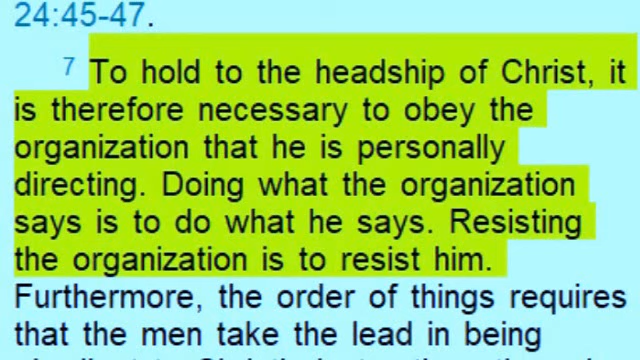 24:45-47.
7 To hold to the headship of Christ, it
is therefore necessary to obey the
organization that he is personally
directing. Doing what the organization
says is to do what he says. Resisting
the organization is to resist him.
Furthermore, the order of things requires
that the men take the lead in being